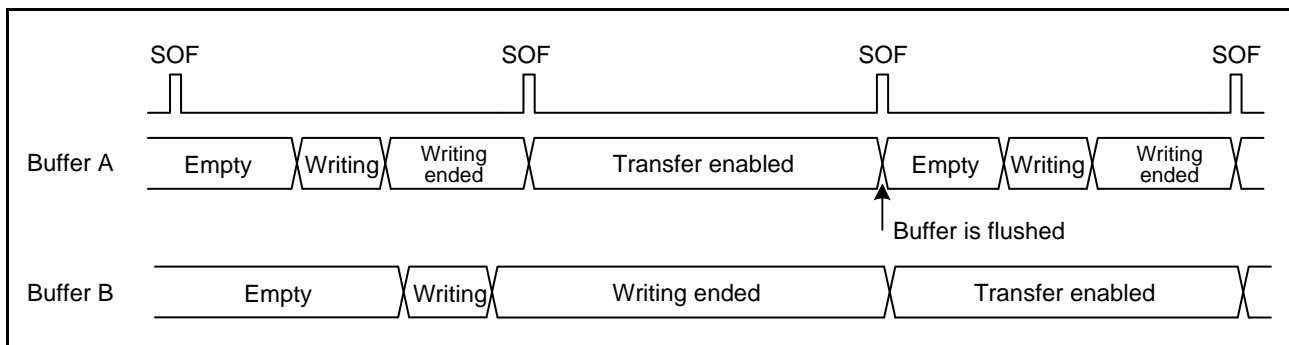 SOF SOF SOF SOF
Buffer A Empty Writing Writing ended Transfer enabled Empty Writing Writing ended
Buffer is flushed
Buffer B Empty Writing Writing ended Transfer enabled